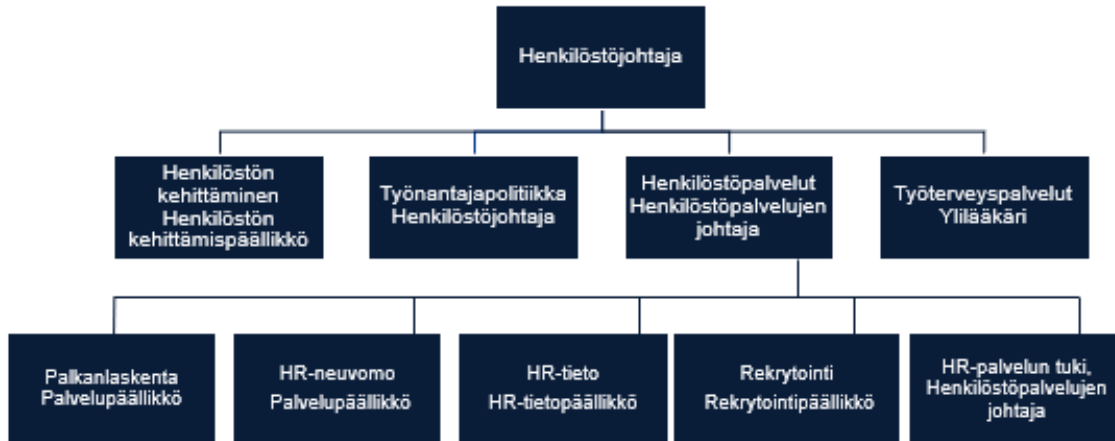 Henkilöstöjohtaja
Henkilöstön
kehittäminen
Henkilöstön
kehittämispäällikkö
Työnantajapolitiikka
Henkilöstöjohtaja
Henkilöstöpalvelut
Henkilöstöpalvelujen
johtaja
Työterveyspalvelut
Ylilääkäri
Palkanlaskenta
Palvelupäällikkö
HR-neuvomo
Palvelupäällikkö
HR-tieto
HR-tietopäällikkö
Rekrytointi
Rekrytointipäällikkö
HR-palvelun tuki,
Henkilöstöpalvelujen
johtaja